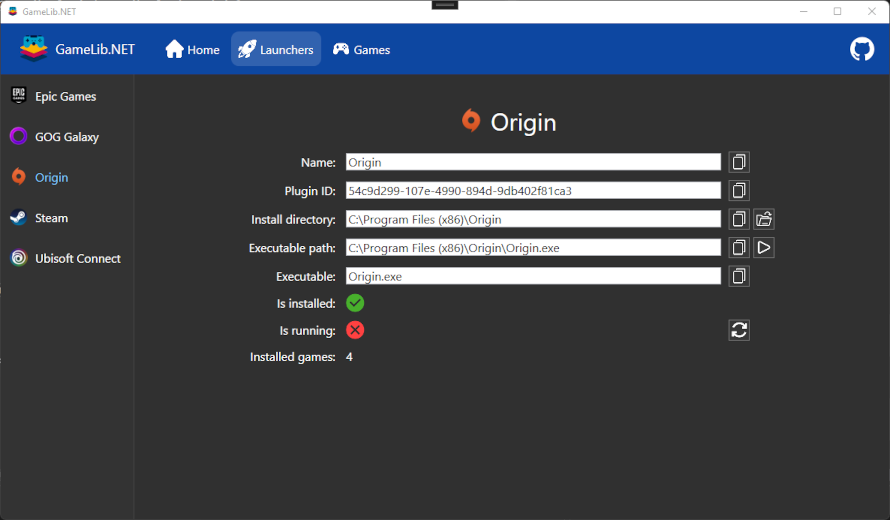 GameLib.NET
GameLib.NET Home Launchers Games
EPIC GAMES Epic Games
GOG Galaxy
Origin
Steam
Ubisoft Connect
Origin
Name: Origin
Plugin ID: 54c9d299-107e-4990-894d-9db402f81ca3
Install directory: C:\Program Files (x86)\Origin
Executable path: C:\Program Files (x86)\Origin\Origin.exe
Executable: Origin.exe
Is installed:
Is running:
Installed games: 4